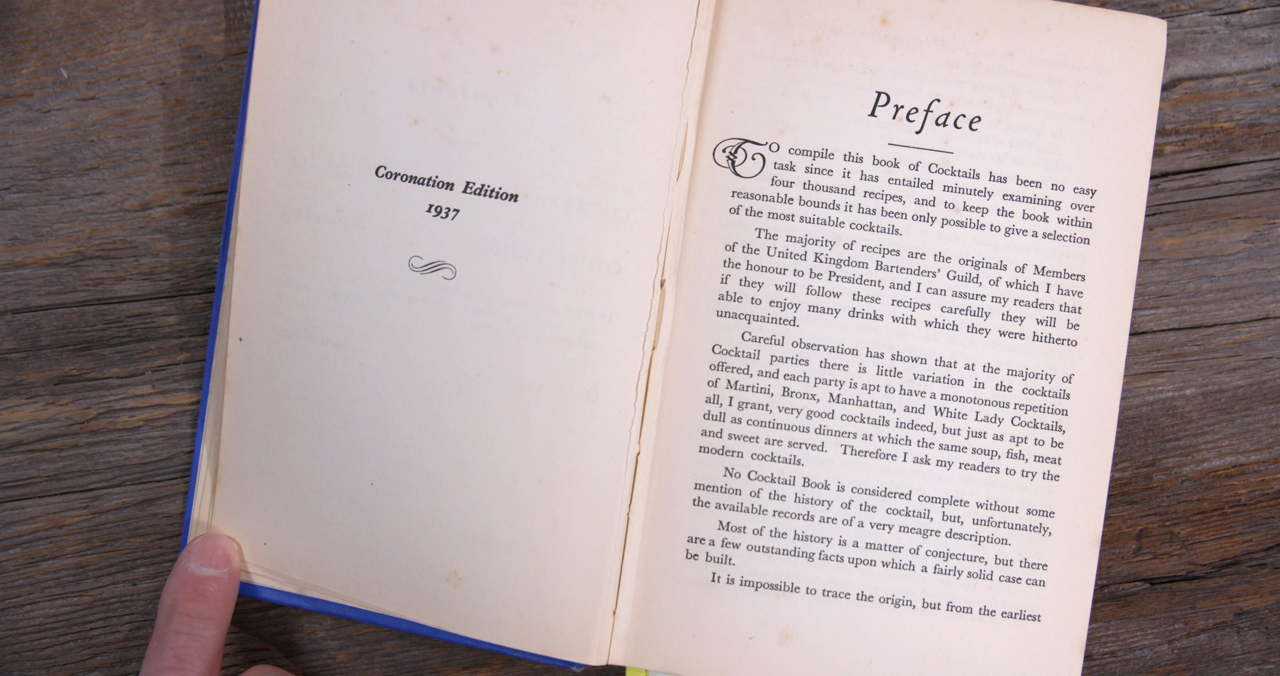 Coronation Edition
1937
Preface
TO compile this book of Cocktails has been no easy
task since it has entailed minutely examining over
four thousand recipes, and to keep the book within
reasonable bounds it has been only possible to give a selection
of the most suitable cocktails.
The majority of recipes are the originals of Members
of the United Kingdom Bartenders' Guild, of which I have
the honour to be President, and I can assure my readers that
if they will follow these recipes carefully they will be
able to enjoy many drinks with which they were hitherto
unacquainted.
Careful observation has shown that at the majority of
Cocktail parties there is little variation in the cocktails
offered, and each party is apt to have a monotonous repetition
of Martini, Bronx, Manhattan, and White Lady Cocktails,
all, I grant, very good cocktails indeed, but just as apt to be
dull as continuous dinners at which the same soup, fish, meat
and sweet are served. Therefore I ask my readers to try the
modern cocktails.
No Cocktail Book is considered complete without some
mention of the history of the cocktail, but, unfortunately,
the available records are of a very meagre description.
Most of the history is a matter of conjecture, but there
are a few outstanding facts upon which a fairly solid case can
be built.
It is impossible to trace the origin, but from the earliest